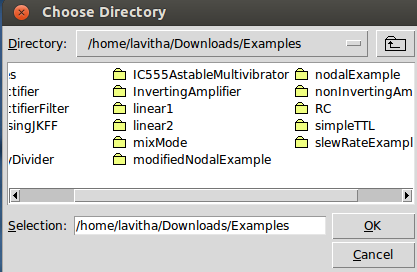 Choose Directory
Directory: /home/lavitha/Downloads/Examples
es IC555AstableMultivibrator nodalExample
ctifier InvertingAmplifier nonInvertingAm
ctifierFilter linear1 RC
singJKFF linear2 simpleTTL
mixMode slewRateExampl
yDivider modifiedNodalExample
Selection: /home/lavitha/Downloads/Examples OK
Cancel